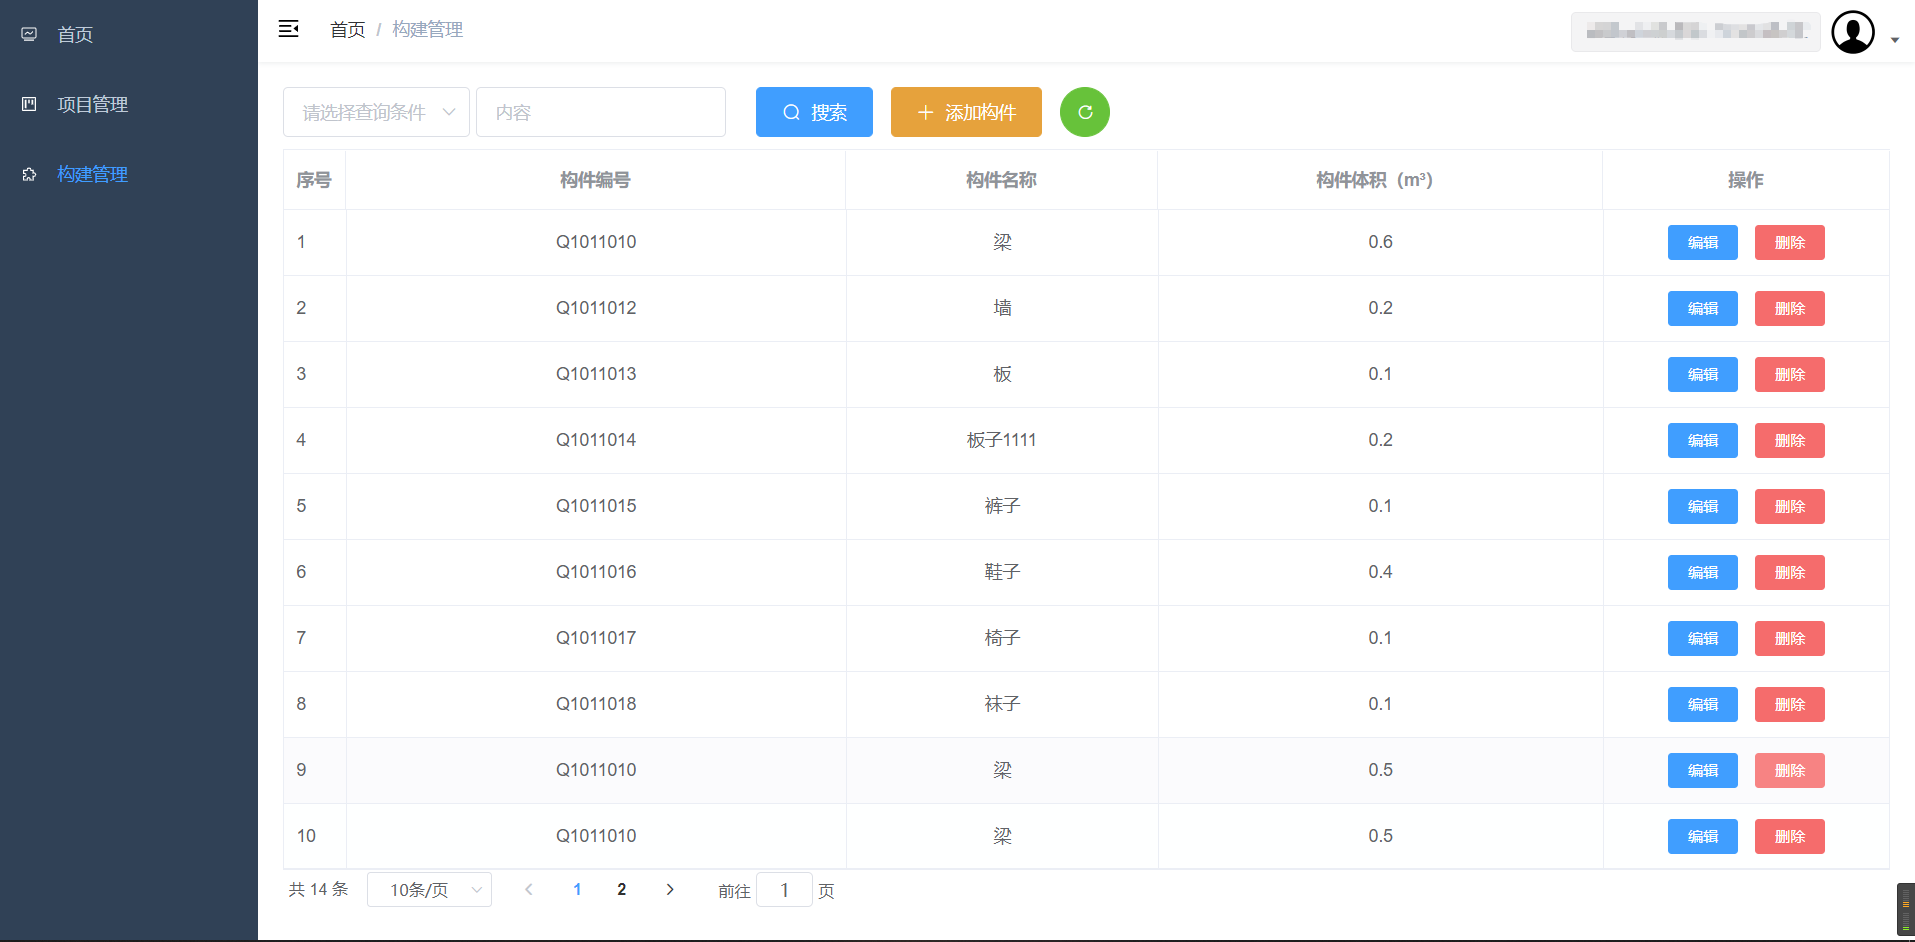 首页
项目管理
构建管理
首页 / 构建管理
请选择查询条件 内容 搜索 添加构件
序号 构件编号 构件名称 构件体积（m³） 操作
1 Q1011010 梁 0.6 编辑 删除
2 Q1011012 墙 0.2 编辑 删除
3 Q1011013 板 0.1 编辑 删除
4 Q1011014 板子1111 0.2 编辑 删除
5 Q1011015 裤子 0.1 编辑 删除
6 Q1011016 鞋子 0.4 编辑 删除
7 Q1011017 椅子 0.1 编辑 删除
8 Q1011018 袜子 0.1 编辑 删除
9 Q1011010 梁 0.5 编辑 删除
10 Q1011010 梁 0.5 编辑 删除
共 14 条 10条/页 1 2 前往 1 页